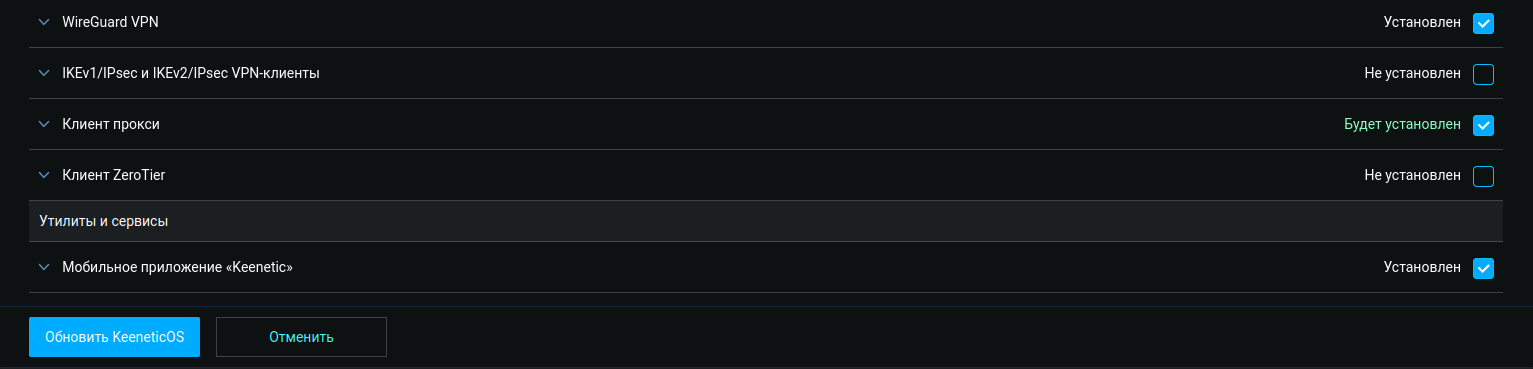 WireGuard VPN Установлен
IKEv1/IPsec и IKEv2/IPsec VPN-клиенты Не установлен
Клиент прокси Будет установлен
Клиент ZeroTier Не установлен
Утилиты и сервисы
Мобильное приложение «Keenetic» Установлен
Обновить KeeneticOS Отменить